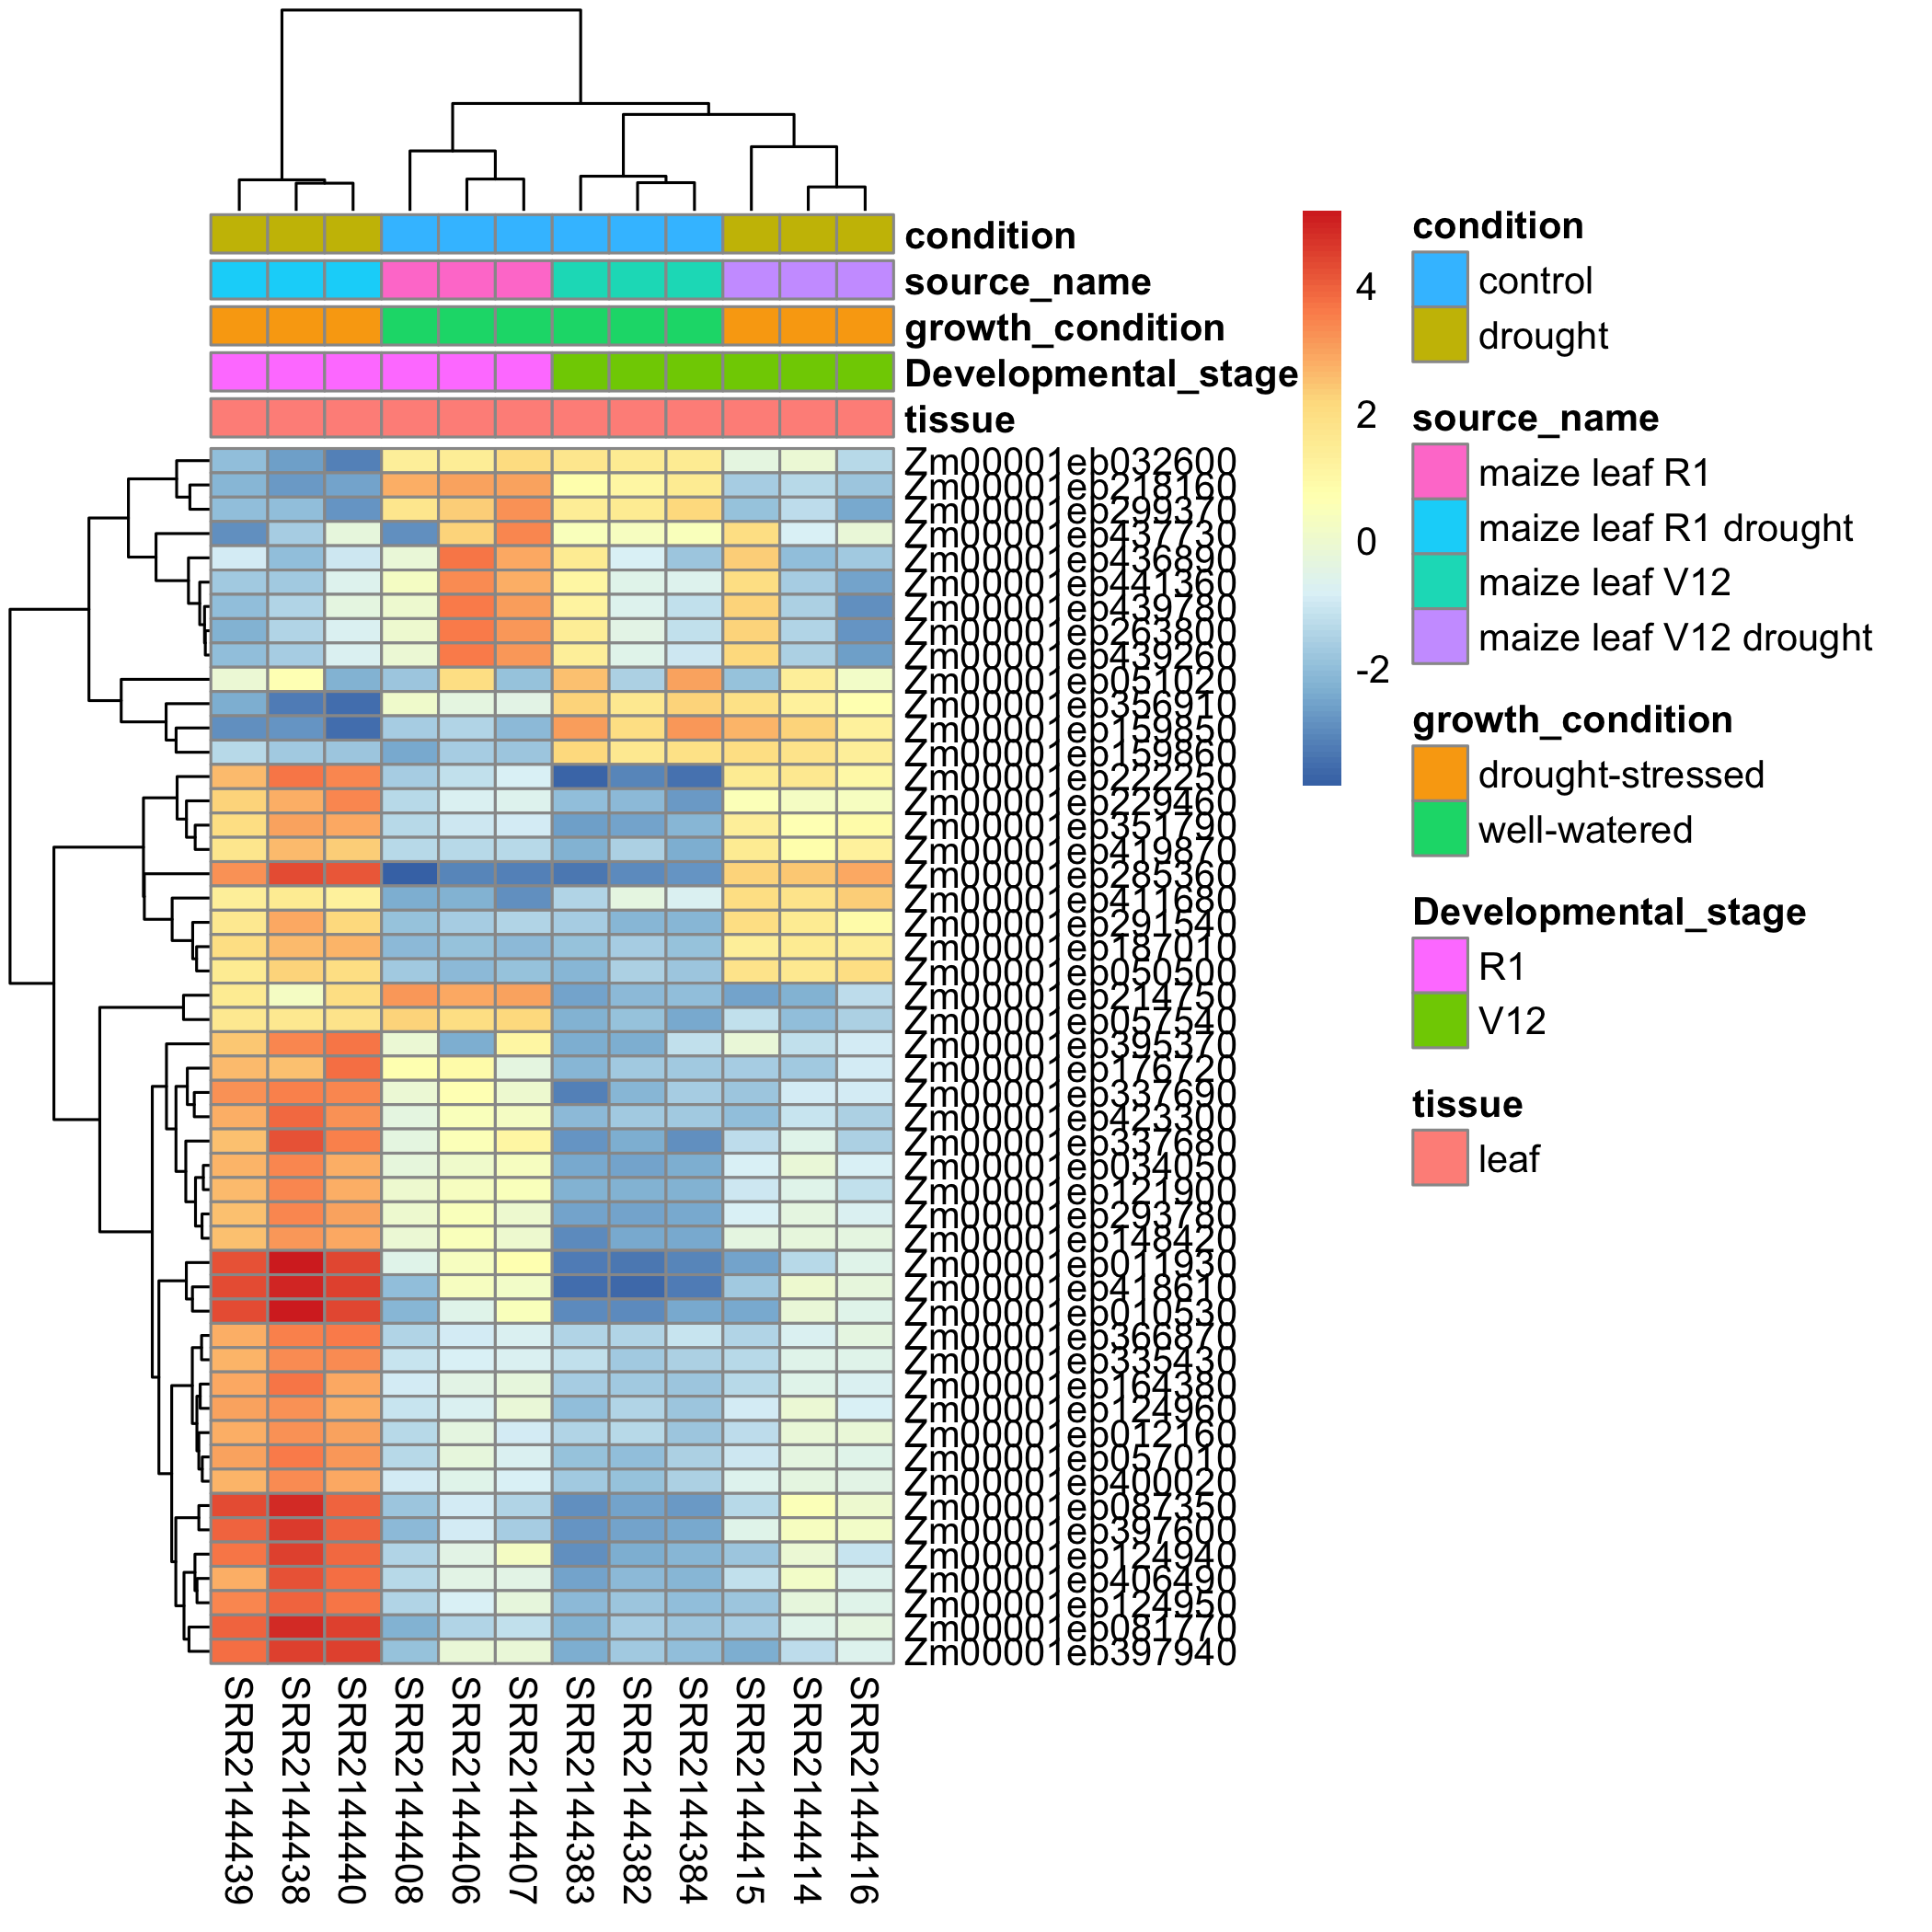 condition
source_name
growth_condition
Developmental_stage
tissue
Zm00001eb032600
Zm00001eb218160
Zm00001eb299370
Zm00001eb437730
Zm00001eb436890
Zm00001eb441360
Zm00001eb439780
Zm00001eb263800
Zm00001eb439260
Zm00001eb051020
Zm00001eb356910
Zm00001eb159850
Zm00001eb159860
Zm00001eb222250
Zm00001eb229460
Zm00001eb351790
Zm00001eb419870
Zm00001eb285360
Zm00001eb411680
Zm00001eb291540
Zm00001eb187010
Zm00001eb050500
Zm00001eb214750
Zm00001eb057540
Zm00001eb395370
Zm00001eb176720
Zm00001eb337690
Zm00001eb423300
Zm00001eb337680
Zm00001eb034050
Zm00001eb121900
Zm00001eb293780
Zm00001eb148420
Zm00001eb011930
Zm00001eb418610
Zm00001eb010530
Zm00001eb366870
Zm00001eb335430
Zm00001eb164380
Zm00001eb124960
Zm00001eb012160
Zm00001eb057010
Zm00001eb400020
Zm00001eb087350
Zm00001eb397600
Zm00001eb124940
Zm00001eb406490
Zm00001eb124950
Zm00001eb081770
Zm00001eb397940
SRR2144439
SRR2144438
SRR2144440
SRR2144408
SRR2144406
SRR2144407
SRR2144383
SRR2144382
SRR2144384
SRR2144415
SRR2144414
SRR2144416
4
2
0
-2
condition
control
drought
source_name
maize leaf R1
maize leaf R1 drought
maize leaf V12
maize leaf V12 drought
growth_condition
drought-stressed
well-watered
Developmental_stage
R1
V12
tissue
leaf